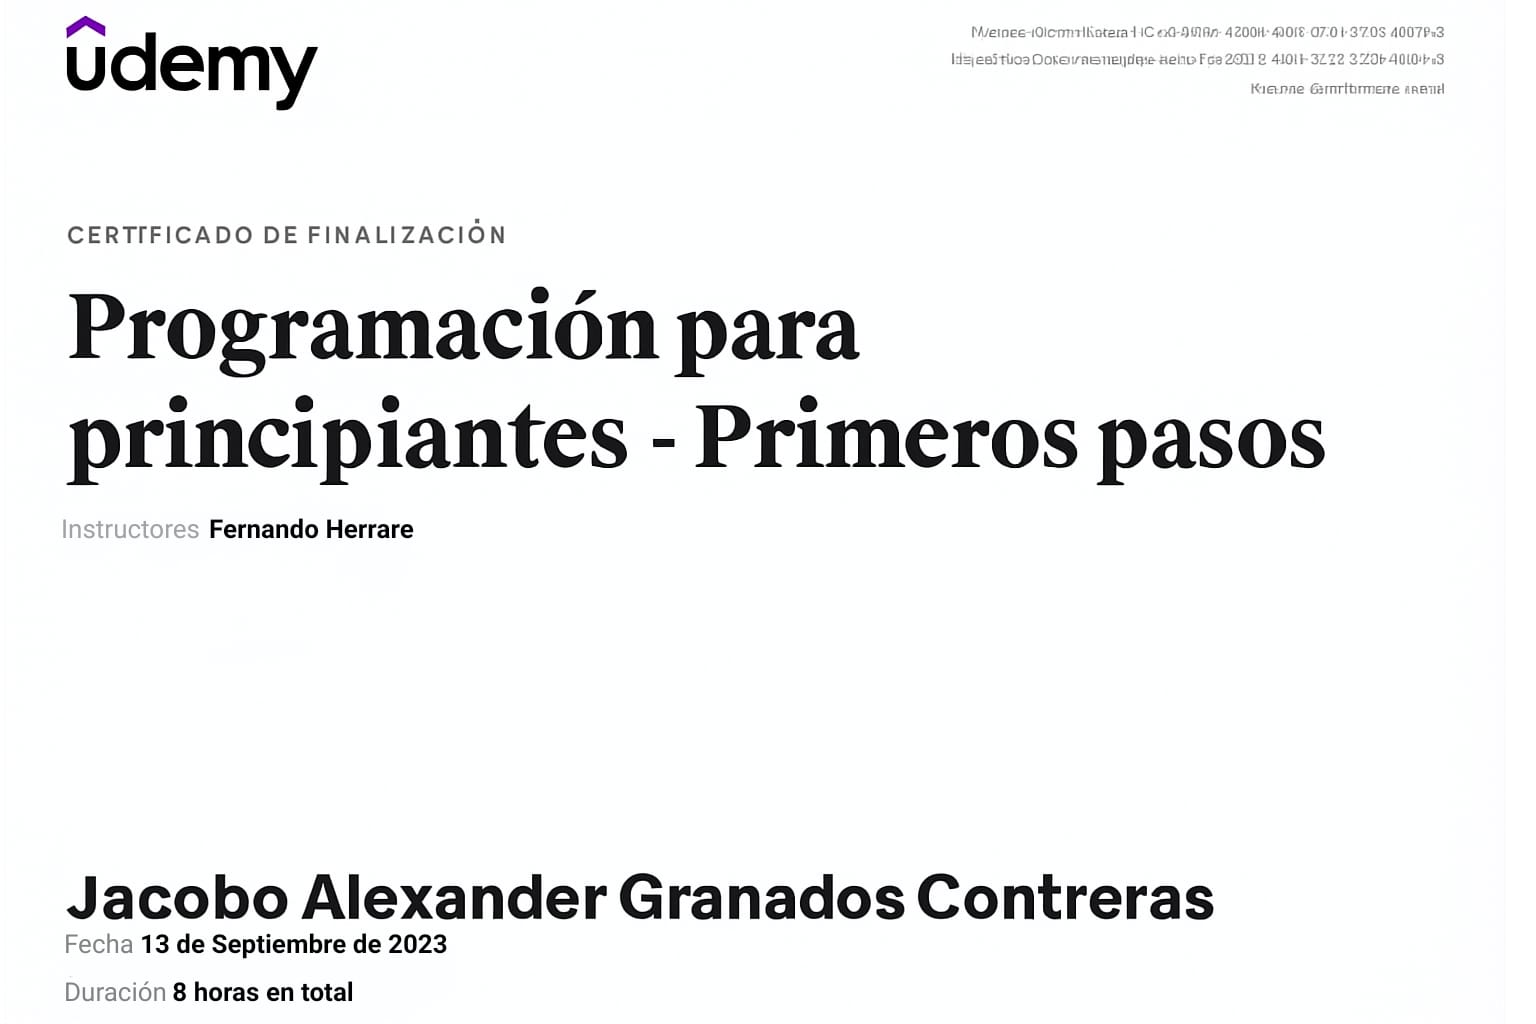 ûdemy
CERTIFICADO DE FINALIZACIÓN
Programación para
principiantes - Primeros pasos
Instructores Fernando Herrare
Jacobo Alexander Granados Contreras
Fecha 13 de Septiembre de 2023
Duración 8 horas en total